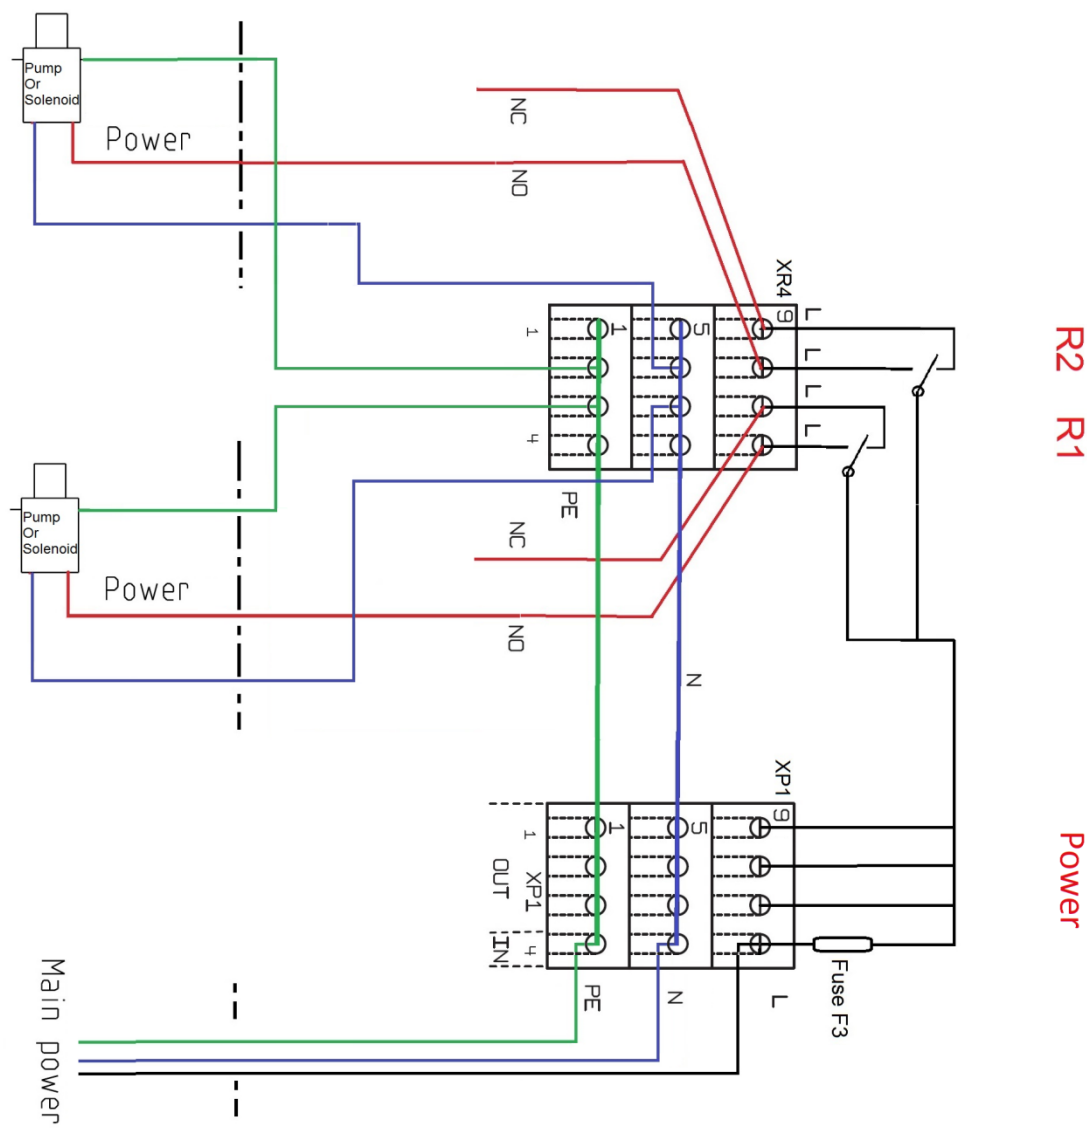 Pump
Or
Solenoid
Power
NC
NO
XR4
9
L
L
L
L
1
1
5
4
PE
R2
R1
Pump
Or
Solenoid
Power
NC
NO
N
XP1
9
1
1
5
OUT
XP1
IN
4
PE
N
L
Fuse F3
Power
Main power